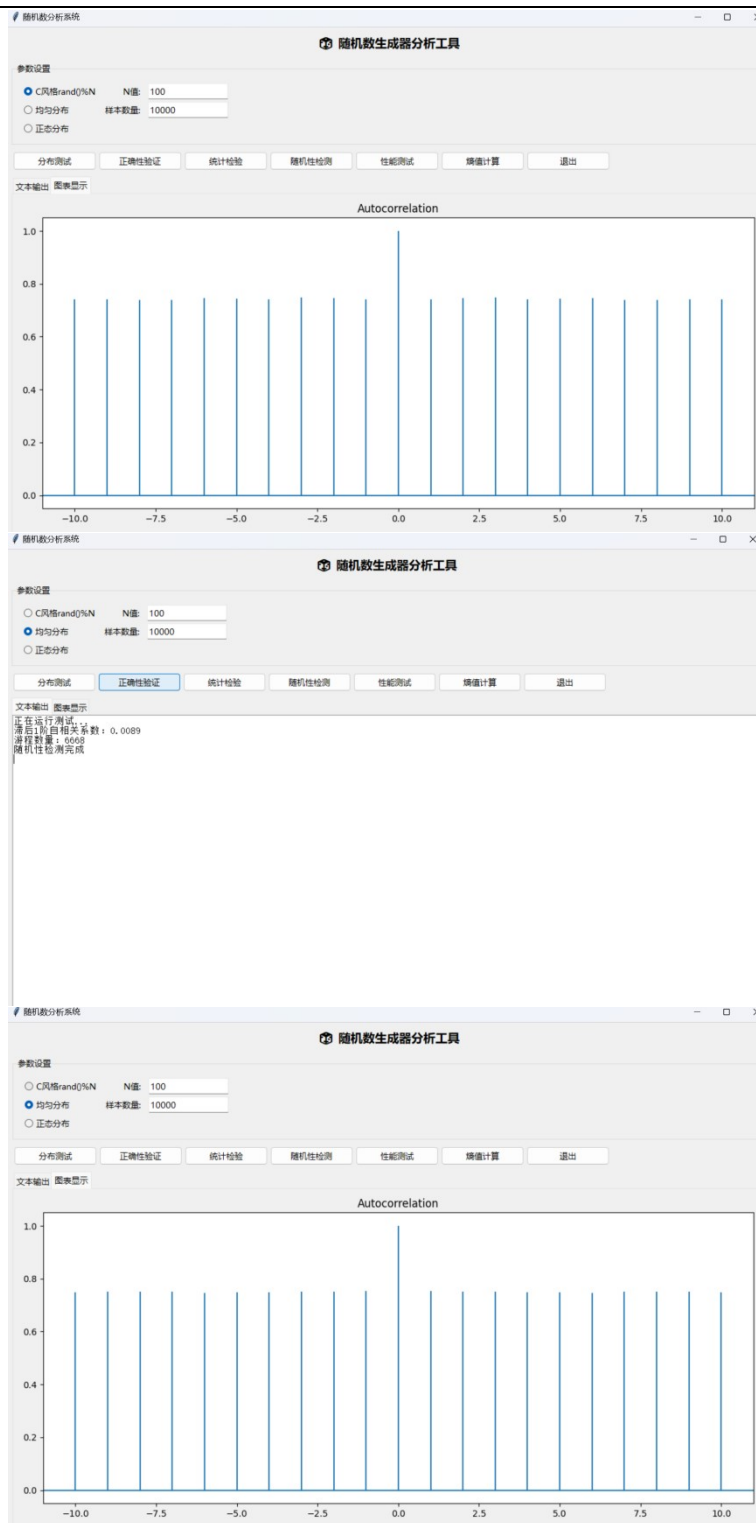 随机数分析系统
随机数生成器分析工具
参数设置
C风格rand()%N N值: 100
均匀分布 样本数量: 10000
正态分布
分布测试 正确性验证 统计检验 随机性检测 性能测试 熵值计算 退出
文本输出 图表显示
Autocorrelation
1.0
0.8
0.6
0.4
0.2
0.0
−10.0 −7.5 −5.0 −2.5 0.0 2.5 5.0 7.5 10.0
随机数分析系统
随机数生成器分析工具
参数设置
C风格rand()%N N值: 100
均匀分布 样本数量: 10000
正态分布
分布测试 正确性验证 统计检验 随机性检测 性能测试 熵值计算 退出
文本输出 图表显示
正在运行测试...
滞后1阶自相关系数: 0.0089
游程数量: 6668
随机性检测完成
随机数分析系统
随机数生成器分析工具
参数设置
C风格rand()%N N值: 100
均匀分布 样本数量: 10000
正态分布
分布测试 正确性验证 统计检验 随机性检测 性能测试 熵值计算 退出
文本输出 图表显示
Autocorrelation
1.0
0.8
0.6
0.4
0.2
0.0
−10.0 −7.5 −5.0 −2.5 0.0 2.5 5.0 7.5 10.0